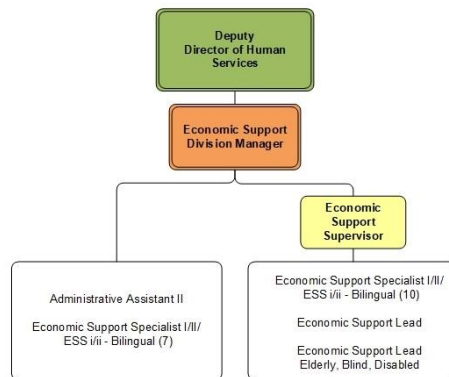 Deputy
Director of Human
Services
Economic Support
Division Manager
Economic
Support
Supervisor
Administrative Assistant II
Economic Support Specialist I/II/
ESS i/ii - Bilingual (7)
Economic Support Specialist I/II/
ESS i/ii - Bilingual (10)
Economic Support Lead
Economic Support Lead
Elderly, Blind, Disabled